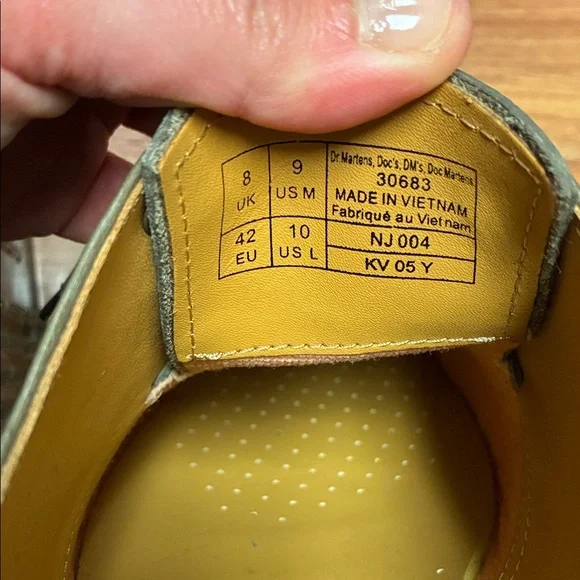 8
UK
9
US M
42
EU
10
US L
Dr. Martens, Doc's, DM's, Doc Martens
30683
MADE IN VIETNAM
Fabriqué au Vietnam
NJ 004
KV 05 Y